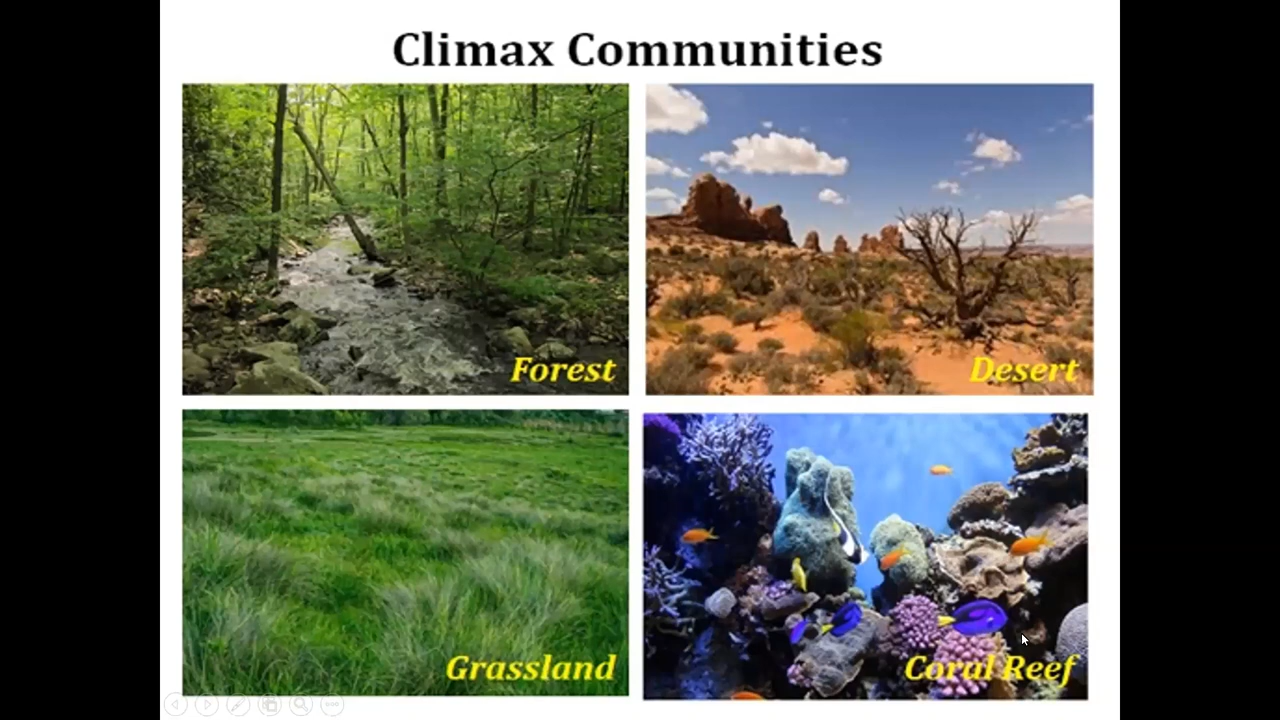 Climax Communities
Forest
Desert
Grassland
Coral Reef